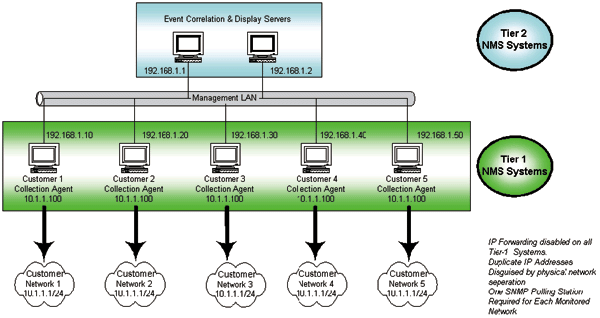 Event Correlation & Display Servers
192.168.1.1
192.168.1.2
Tier 2
NMS Systems
Management LAN
192.168.1.10
192.168.1.20
192.168.1.30
192.168.1.40
192.168.1.50
Customer 1
Collection Agent
10.1.1.100
Customer 2
Collection Agent
10.1.1.100
Customer 3
Collection Agent
10.1.1.100
Customer 4
Collection Agent
10.1.1.100
Customer 5
Collection Agent
10.1.1.100
Tier 1
NMS Systems
Customer
Network 1
10.1.1.1/24
Customer
Network 2
10.1.1.1/24
Customer
Network 3
10.1.1.1/24
Customer
Network 4
10.1.1.1/24
Customer
Network 5
10.1.1.1/24
IP Forwarding disabled on all
Tier-1 Systems.
Duplicate IP Addresses
Disguised by physical network
seperation
One SNMP Pulling Station
Required for Each Monitored
Network